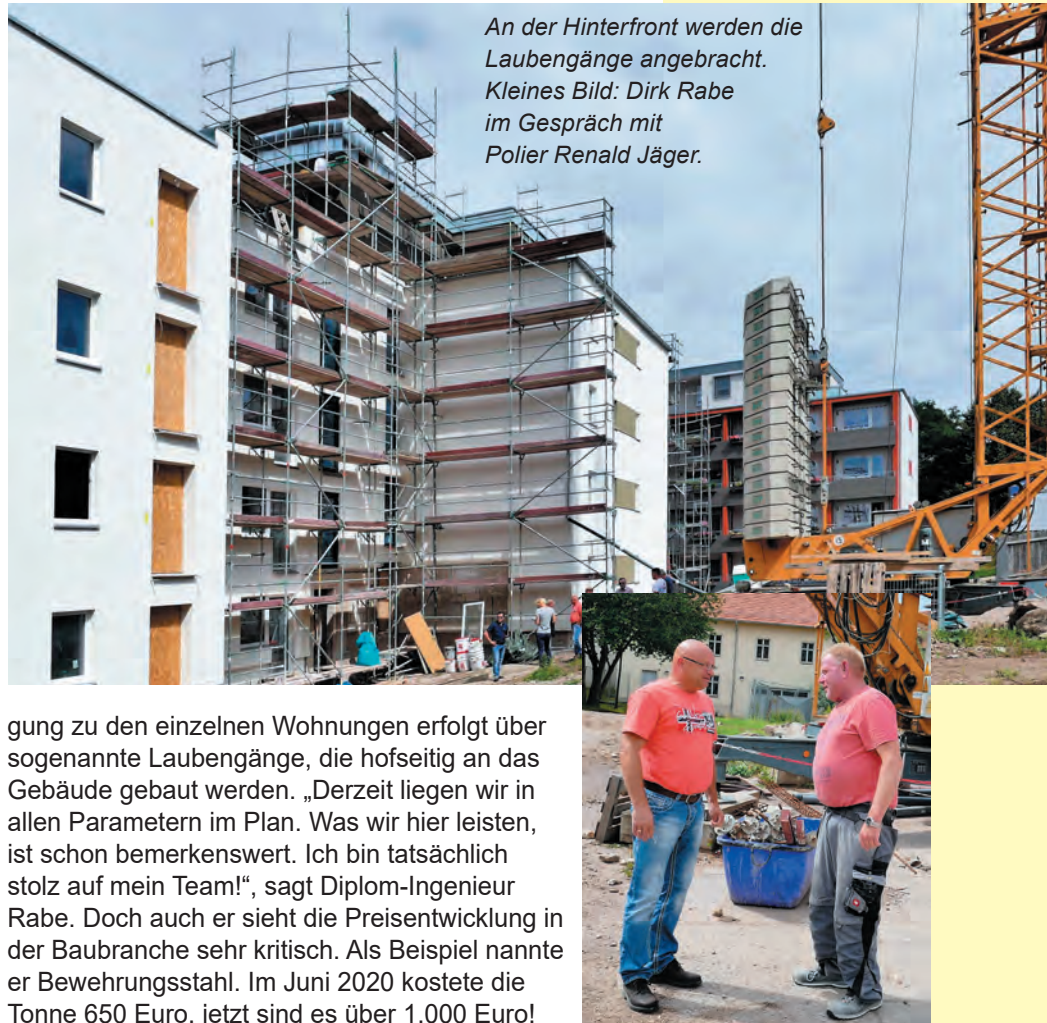 An der Hinterfront werden die
Laubengänge angebracht.
Kleines Bild: Dirk Rabe
im Gespräch mit
Polier Renald Jäger.
gung zu den einzelnen Wohnungen erfolgt über
sogenannte Laubengänge, die hofseitig an das
Gebäude gebaut werden. „Derzeit liegen wir in
allen Parametern im Plan. Was wir hier leisten,
ist schon bemerkenswert. Ich bin tatsächlich
stolz auf mein Team!“, sagt Diplom-Ingenieur
Rabe. Doch auch er sieht die Preisentwicklung in
der Baubranche sehr kritisch. Als Beispiel nannte
er Bewehrungsstahl. Im Juni 2020 kostete die
Tonne 650 Euro, jetzt sind es über 1.000 Euro!